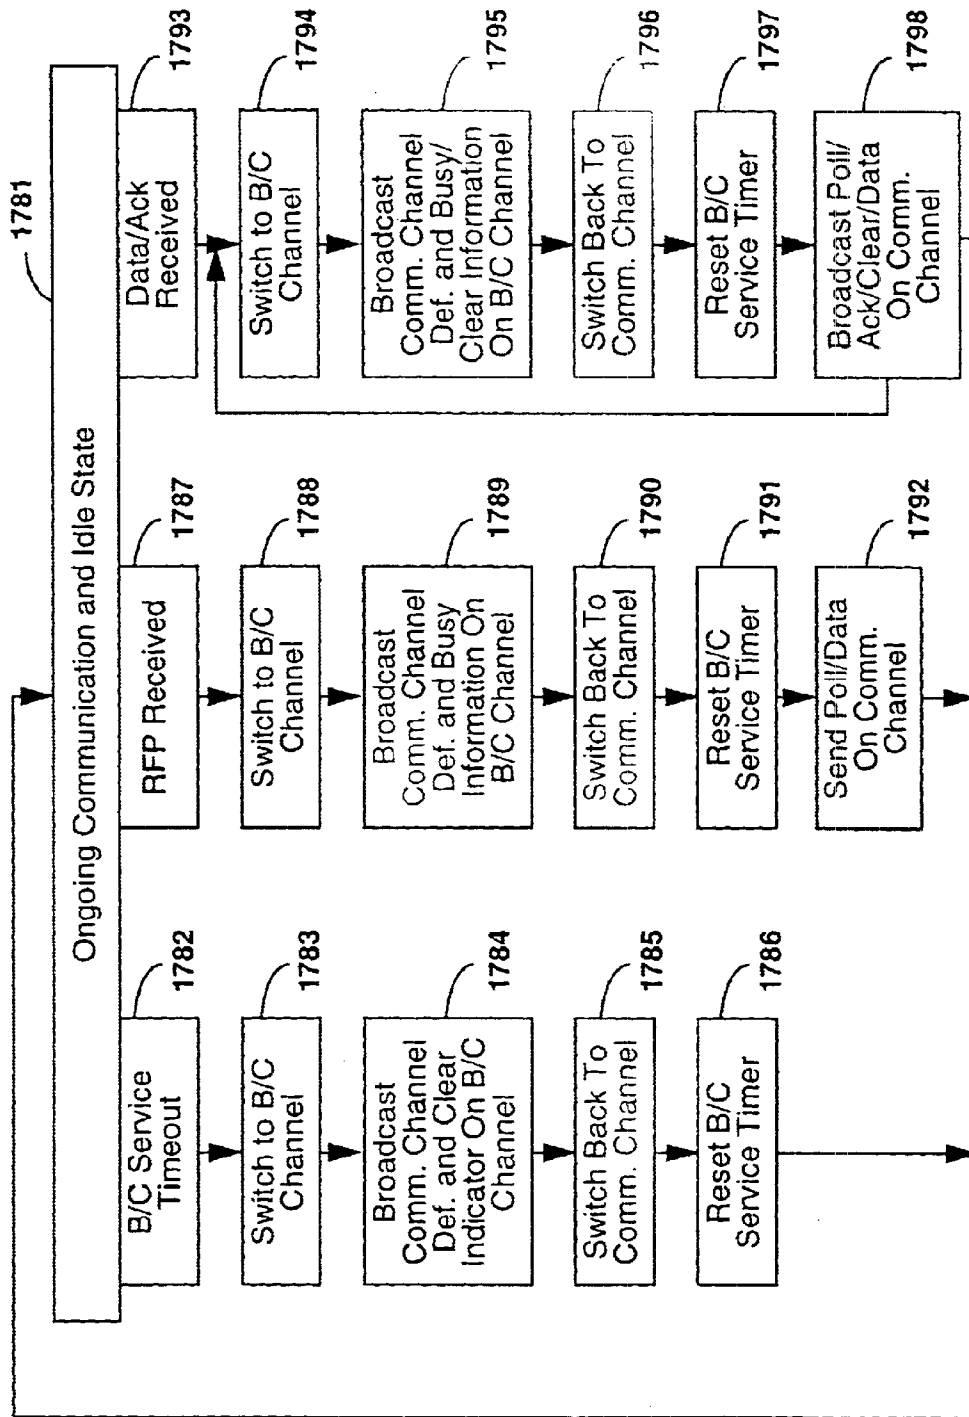 1781
Ongoing Communication and Idle State
B/C Service
Timeout
1782
Switch to B/C
Channel
1783
Broadcast
Comm. Channel
Def. and Clear
Indicator On B/C
Channel
1784
Switch Back To
Comm. Channel
1785
Reset B/C
Service Timer
1786
RFP Received
1787
Switch to B/C
Channel
1788
Broadcast
Comm. Channel
Def. and Busy
Information On
B/C Channel
1789
Switch Back To
Comm. Channel
1790
Reset B/C
Service Timer
1791
Send Poll/Data
On Comm.
Channel
1792
Data/Ack
Received
1793
Switch to B/C
Channel
1794
Broadcast
Comm. Channel
Def. and Busy/
Clear Information
On B/C Channel
1795
Switch Back To
Comm. Channel
1796
Reset B/C
Service Timer
1797
Broadcast Poll/
Ack/Clear/Data
On Comm.
Channel
1798